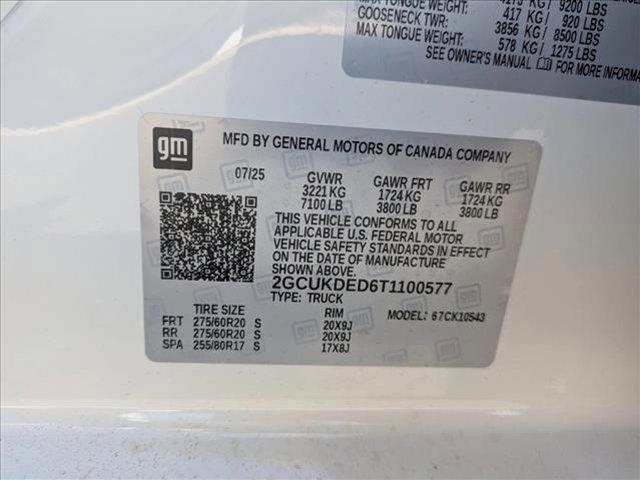 MAX TONGUE WEIGHT: 417 KG/ 920 LBS
GOOSENECK TWR: 3856 KG/ 8500 LBS
MAX TONGUE WEIGHT: 578 KG/ 1275 LBS
SEE OWNER'S MANUAL FOR MORE INFORMATION
gm
MFD BY GENERAL MOTORS OF CANADA COMPANY
07/25 GVWR GAWR FRT GAWR RR
3221 KG 1724 KG 1724 KG
7100 LB 3800 LB 3800 LB
THIS VEHICLE CONFORMS TO ALL
APPLICABLE U.S. FEDERAL MOTOR
VEHICLE SAFETY STANDARDS IN EFFECT
ON THE DATE OF MANUFACTURE
SHOWN ABOVE.
2GCUKDED6T1100577
TYPE: TRUCK MODEL: 67CK10543
TIRE SIZE RIM
FRT 275/60R20 S 20X9J
RR 275/60R20 S 20X9J
SPA 255/80R17 S 17X8J